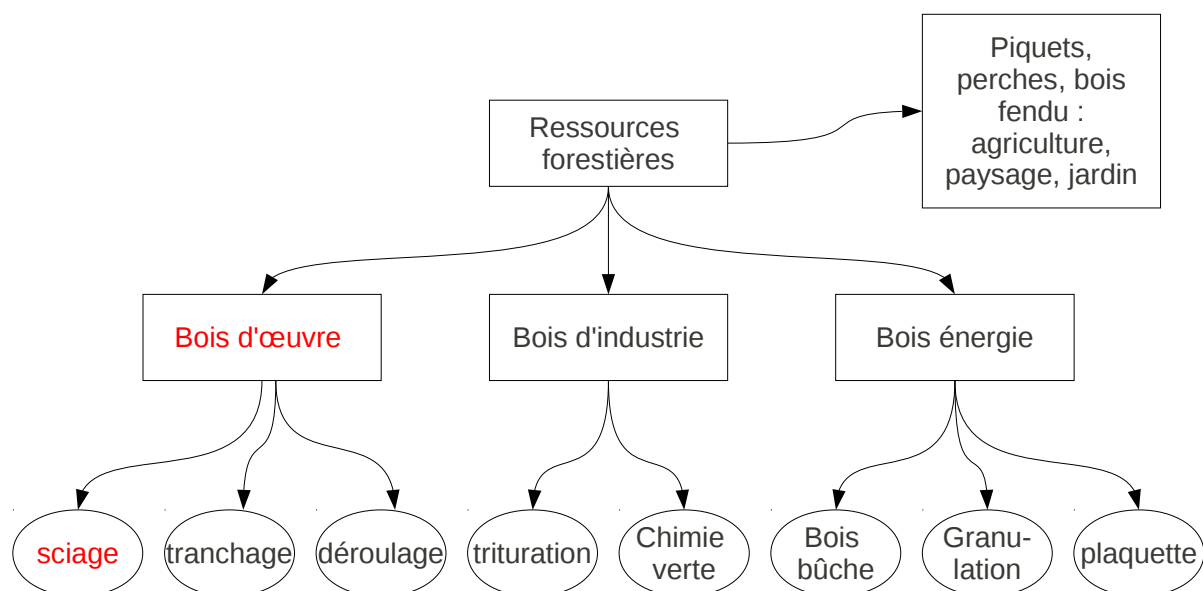 Piquets,
perches, bois
fendu :
agriculture,
paysage, jardin
Ressources
forestières
Bois d'œuvre
Bois d'industrie
Bois énergie
sciage
tranchage
déroulage
trituration
Chimie
verte
Bois
bûche
Granu-
lation
plaquette